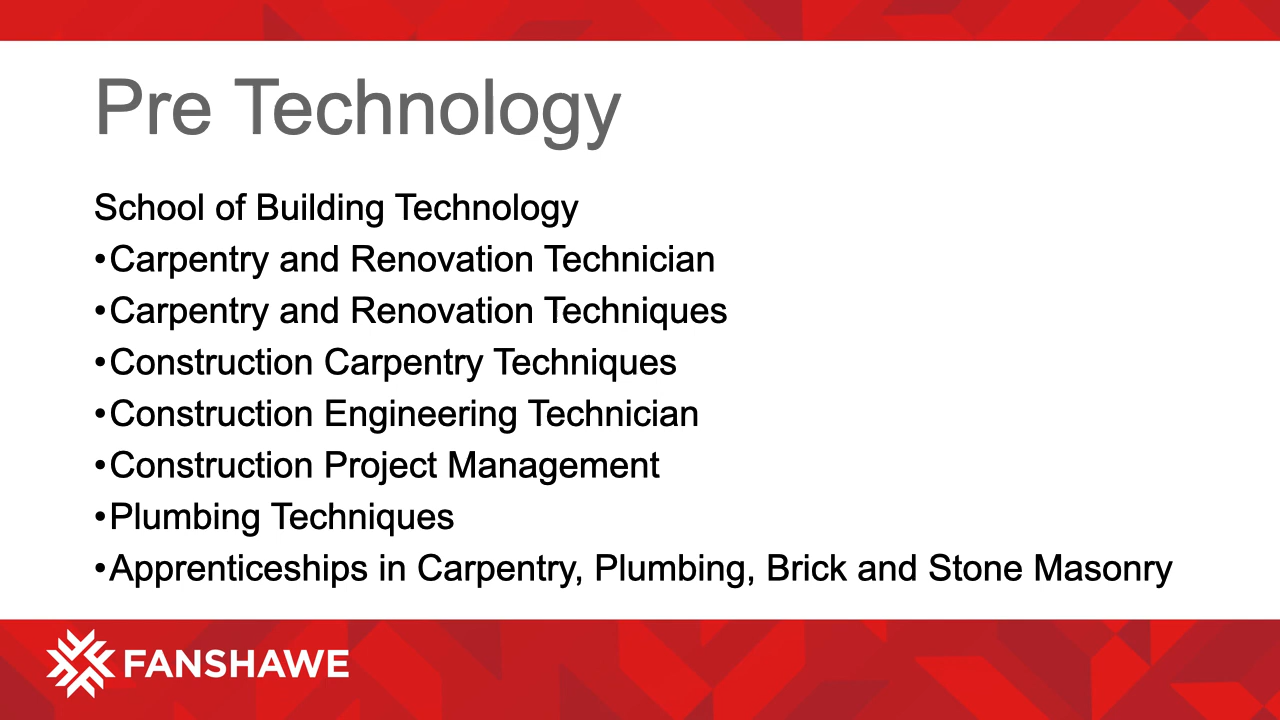 Pre Technology
School of Building Technology
•Carpentry and Renovation Technician
•Carpentry and Renovation Techniques
•Construction Carpentry Techniques
•Construction Engineering Technician
•Construction Project Management
•Plumbing Techniques
•Apprenticeships in Carpentry, Plumbing, Brick and Stone Masonry
FANSHAWE